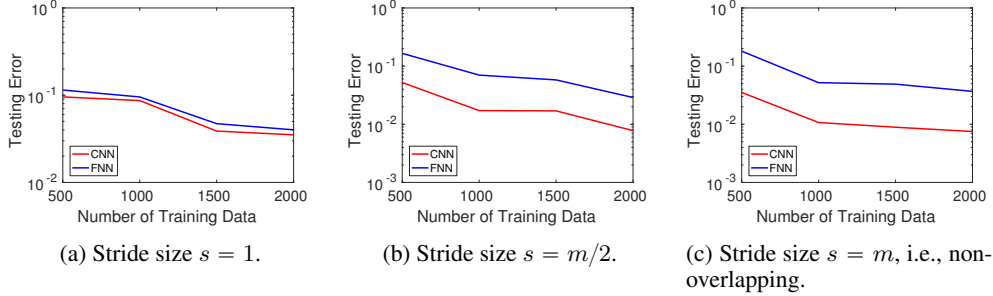 10^0
10^-1
10^-2
Testing Error
CNN
FNN
500 1000 1500 2000
Number of Training Data
(a) Stride size s = 1.
10^0
10^-1
10^-2
10^-3
Testing Error
CNN
FNN
500 1000 1500 2000
Number of Training Data
(b) Stride size s = m/2.
10^0
10^-1
10^-2
10^-3
Testing Error
CNN
FNN
500 1000 1500 2000
Number of Training Data
(c) Stride size s = m, i.e., non-
overlapping.